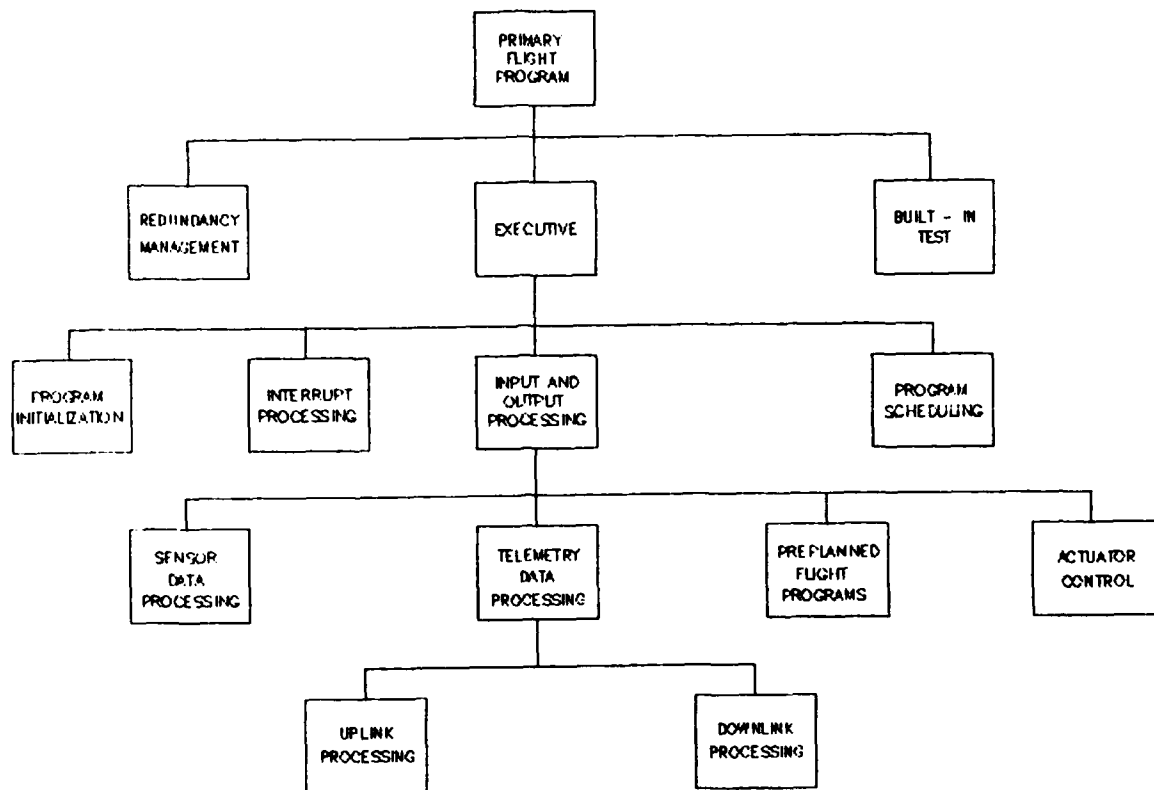 PRIMARY
FLIGHT
PROGRAM
REDUNDANCY
MANAGEMENT
EXECUTIVE
BUILT - IN
TEST
PROGRAM
INITIALIZATION
INTERRUPT
PROCESSING
INPUT AND
OUTPUT
PROCESSING
PROGRAM
SCHEDULING
SENSOR
DATA
PROCESSING
TELEMETRY
DATA
PROCESSING
PREPLANNED
FLIGHT
PROGRAMS
ACTUATOR
CONTROL
UPLINK
PROCESSING
DOWNLINK
PROCESSING